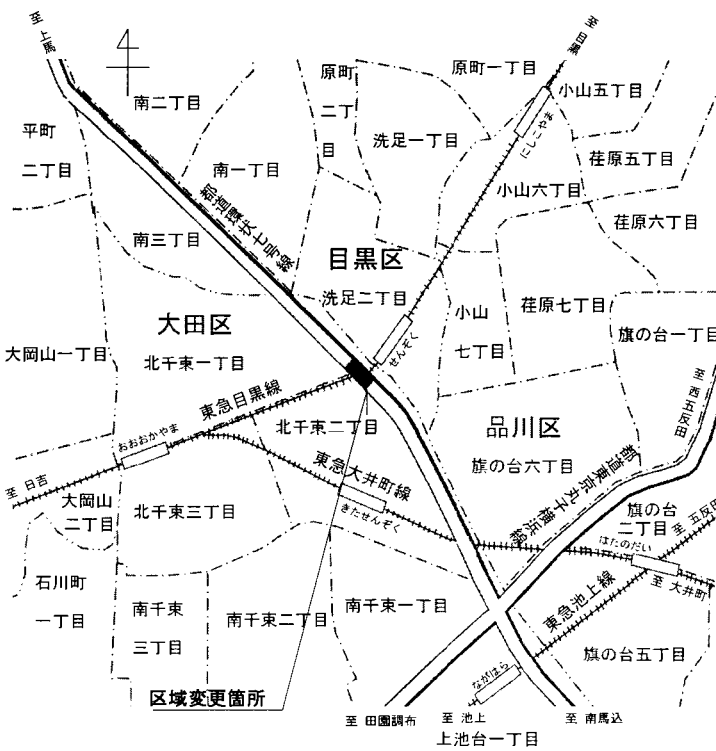 至 上馬
至 目黒
原町一丁目
原町
二丁
目
小山五丁目
南二丁目
平町
二丁目
洗足一丁目
にしこやま
荏原五丁目
南一丁目
小山六丁目
荏原六丁目
都道環状七号線
南三丁目
目黒区
洗足二丁目
小山
七丁目
荏原七丁目
大田区
旗の台一丁目
大岡山一丁目
北千束一丁目
せんぞく
至 西五反田
東急目黒線
北千束二丁目
品川区
おおおかやま
東急大井町線
旗の台六丁目
都道東京丸子横浜線
至 日吉
大岡山
二丁目
北千束三丁目
きたせんぞく
旗の台
二丁目
至 五反田
はたのだい
石川町
一丁目
至 大井町
東急池上線
南千束
三丁目
南千束二丁目
南千束一丁目
旗の台五丁目
ながはら
区域変更箇所
至 田園調布
至 池上
至 南馬込
上池台一丁目